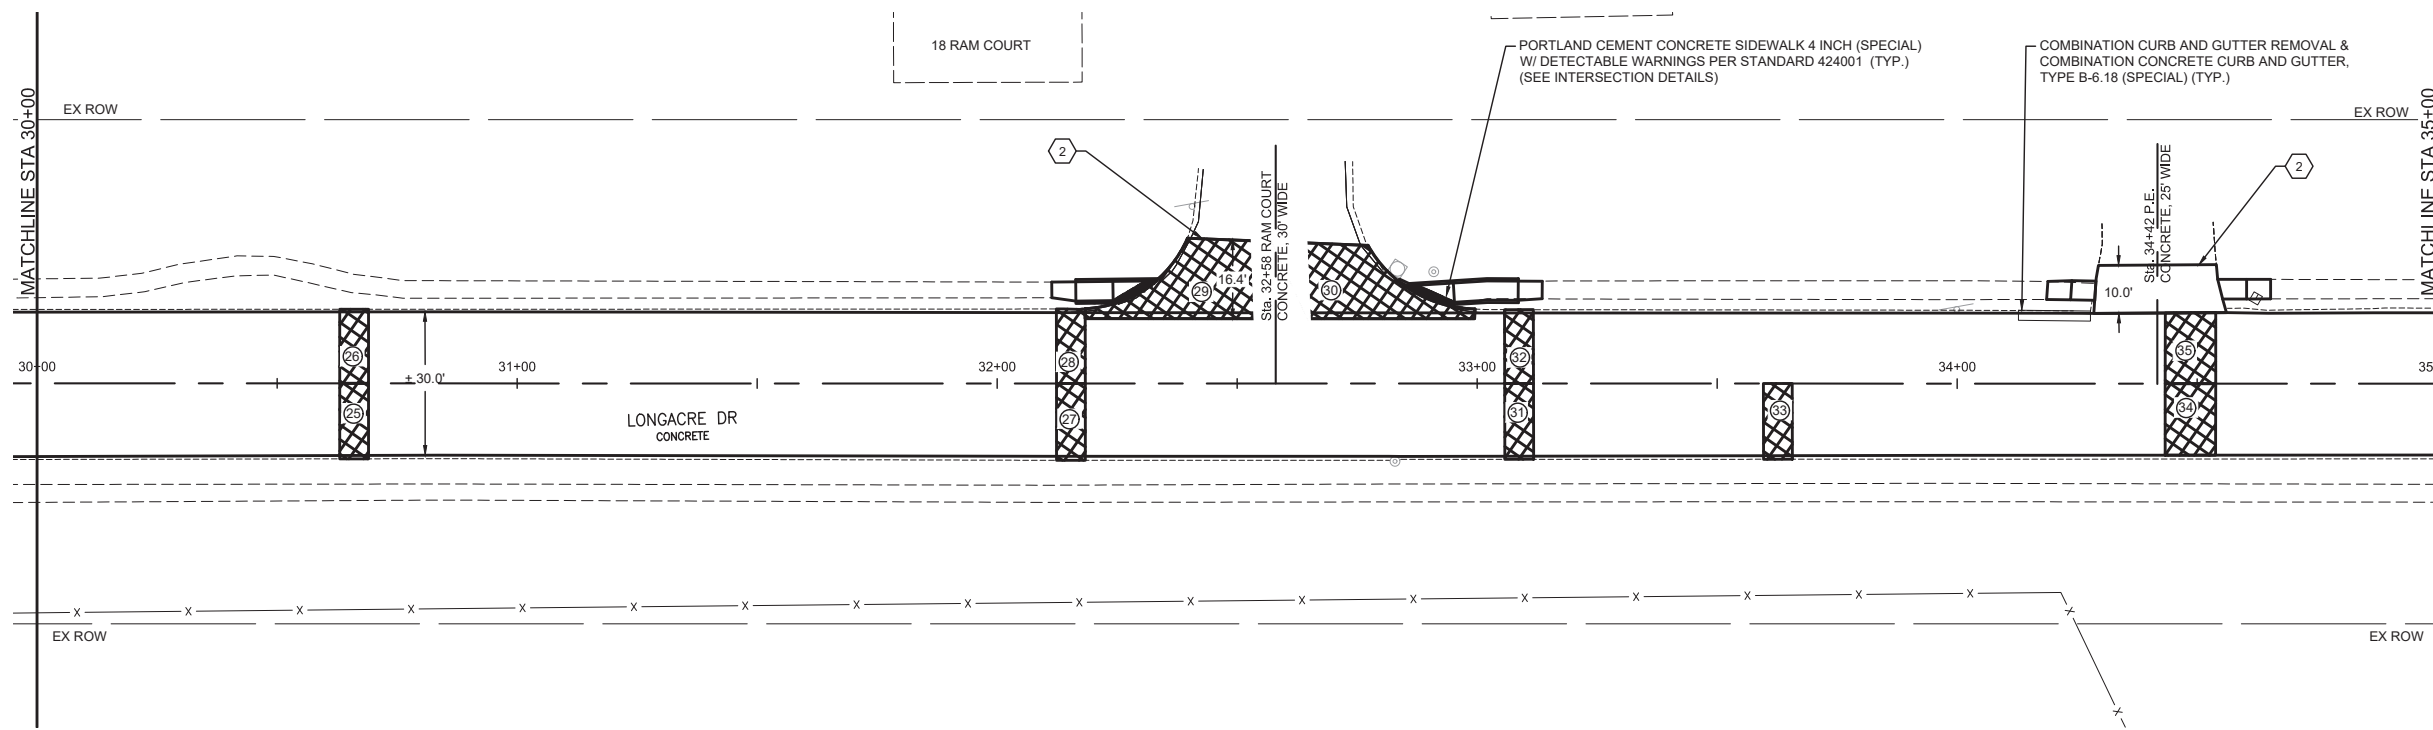 18 RAM COURT
PORTLAND CEMENT CONCRETE SIDEWALK 4 INCH (SPECIAL)
W/ DETECTABLE WARNINGS PER STANDARD 424001 (TYP.)
(SEE INTERSECTION DETAILS)
COMBINATION CURB AND GUTTER REMOVAL &
COMBINATION CONCRETE CURB AND GUTTER,
TYPE B-6.18 (SPECIAL) (TYP.)
MATCHLINE STA 30+00
EX ROW
EX ROW
MATCHLINE STA 35+00
2
2
Sta. 32+58 RAM COURT
CONCRETE, 30' WIDE
Sta. 34+42 P.E.
CONCRETE, 25' WIDE
16.4'
29
30
10.0'
26
28
32
35
30+00
± 30.0'
31+00
32+00
33+00
34+00
35
25
27
31
33
34
LONGACRE DR
CONCRETE
X X X X X X X X X X X X X X X X X X
X
X
EX ROW
EX ROW